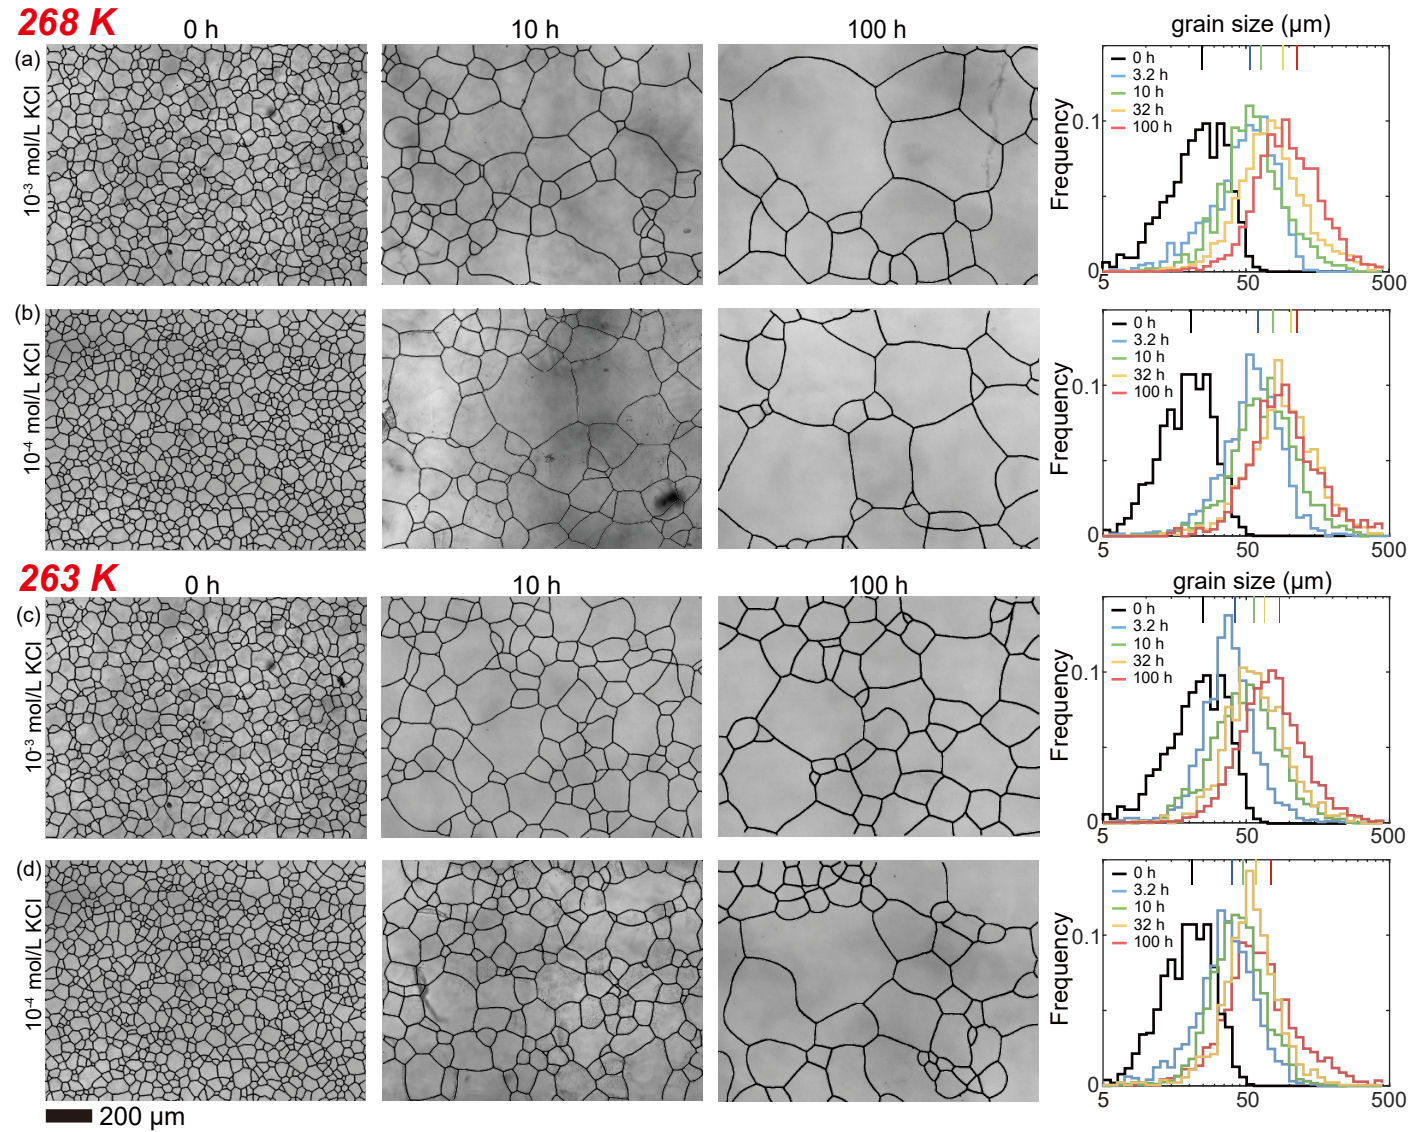 268 K
0 h
10 h
100 h
grain size (µm)
(a)
10-3 mol/L KCl
Frequency
0 h
3.2 h
10 h
32 h
100 h
0.1
0
5
50
500
(b)
10-4 mol/L KCl
Frequency
0 h
3.2 h
10 h
32 h
100 h
0.1
0
5
50
500
263 K
0 h
10 h
100 h
grain size (µm)
(c)
10-3 mol/L KCl
Frequency
0 h
3.2 h
10 h
32 h
100 h
0.1
0
5
50
500
(d)
10-4 mol/L KCl
Frequency
0 h
3.2 h
10 h
32 h
100 h
0.1
0
5
50
500
200 µm